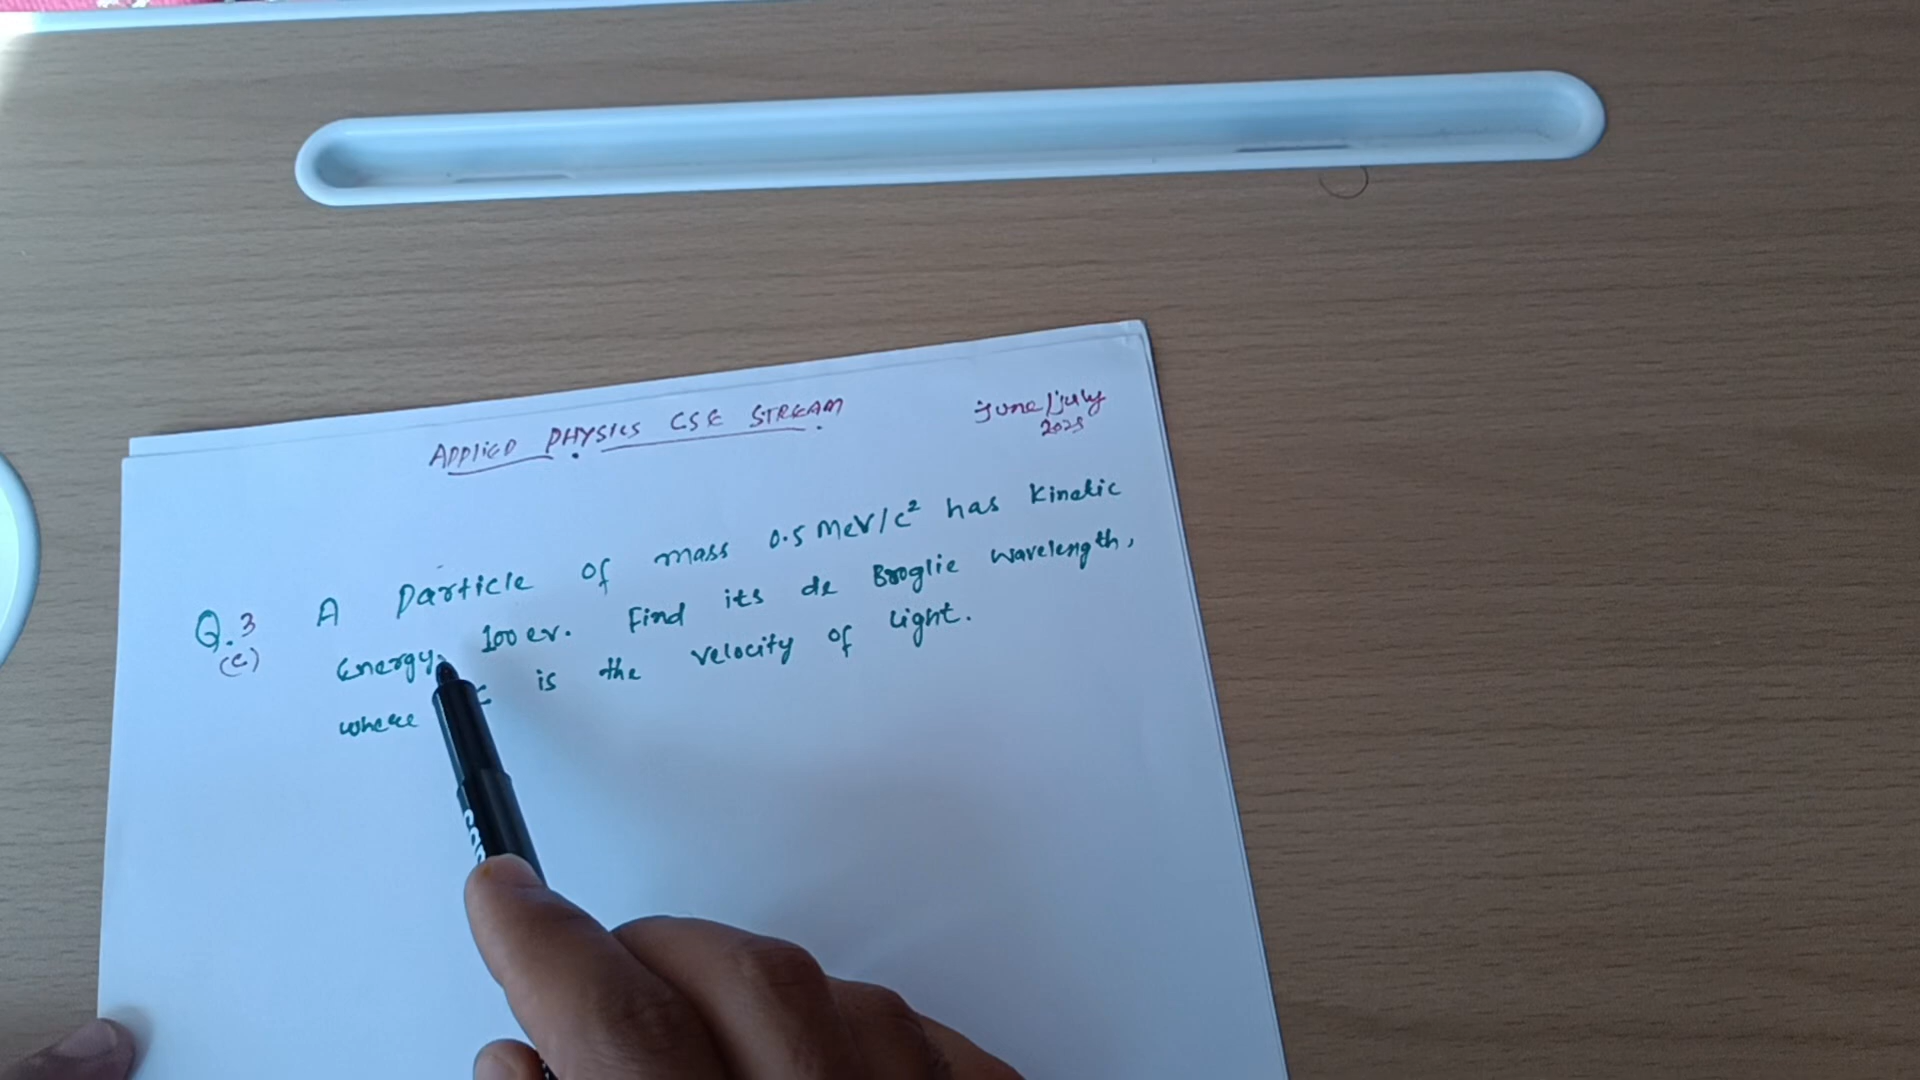 APPLIED PHYSICS CSE STREAM
June/July
2025
Q.3 A particle of mass 0.5 MeV/c² has Kinetic
(c) Energy 100 ev. Find its de Broglie wavelength,
where c is the velocity of light.